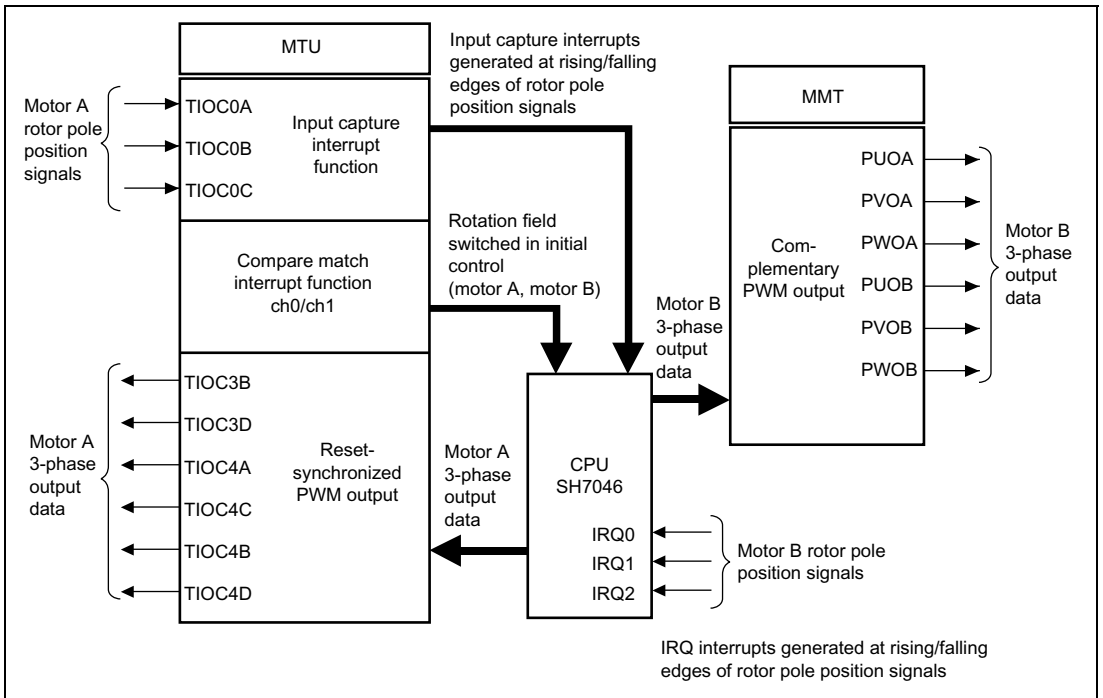 MTU
Input capture interrupts
generated at rising/falling
edges of rotor pole
position signals
MMT
Motor A
rotor pole
position
signals
TIOC0A
TIOC0B
TIOC0C
Input capture
interrupt
function
PUOA
PVOA
PWOA
PUOB
PVOB
PWOB
Com-
plementary
PWM output
Motor B
3-phase
output
data
Compare match
interrupt function
ch0/ch1
Rotation field
switched in initial
control
(motor A, motor B)
Motor B
3-phase
output
data
Motor A
3-phase
output
data
TIOC3B
TIOC3D
TIOC4A
TIOC4C
TIOC4B
TIOC4D
Reset-
synchronized
PWM output
Motor A
3-phase
output
data
CPU
SH7046
IRQ0
IRQ1
IRQ2
Motor B rotor pole
position signals
IRQ interrupts generated at rising/falling
edges of rotor pole position signals